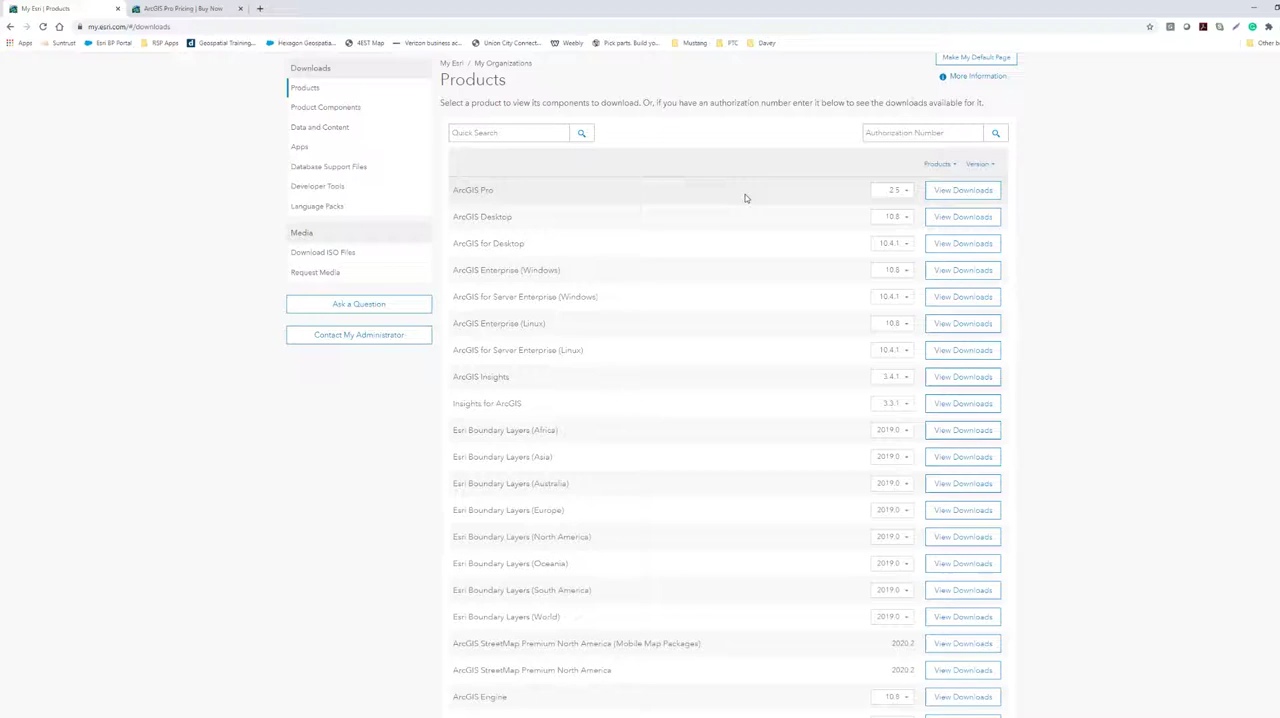 My Esri | Products
ArcGIS Pro Pricing | Buy Now
my.esri.com/#/downloads
Apps Suntrust Esri BP Portal RSP Apps Geospatial Training... Hexagon Geospatia... 4EST Map Verizon business ac... Union City Connect... Weebly Pick parts. Build yo... Mustang PTC Davey Other b
Downloads
Products
Product Components
Data and Content
Apps
Database Support Files
Developer Tools
Language Packs
Media
Download ISO Files
Request Media
Ask a Question
Contact My Administrator
My Esri / My Organizations
Make My Default Page
Products
More Information
Select a product to view its components to download. Or, if you have an authorization number enter it below to see the downloads available for it.
Quick Search
Authorization Number
Products Version
ArcGIS Pro 2.5 View Downloads
ArcGIS Desktop 10.8 View Downloads
ArcGIS for Desktop 10.4.1 View Downloads
ArcGIS Enterprise (Windows) 10.8 View Downloads
ArcGIS for Server Enterprise (Windows) 10.4.1 View Downloads
ArcGIS Enterprise (Linux) 10.8 View Downloads
ArcGIS for Server Enterprise (Linux) 10.4.1 View Downloads
ArcGIS Insights 3.4.1 View Downloads
Insights for ArcGIS 3.3.1 View Downloads
Esri Boundary Layers (Africa) 2019.0 View Downloads
Esri Boundary Layers (Asia) 2019.0 View Downloads
Esri Boundary Layers (Australia) 2019.0 View Downloads
Esri Boundary Layers (Europe) 2019.0 View Downloads
Esri Boundary Layers (North America) 2019.0 View Downloads
Esri Boundary Layers (Oceania) 2019.0 View Downloads
Esri Boundary Layers (South America) 2019.0 View Downloads
Esri Boundary Layers (World) 2019.0 View Downloads
ArcGIS StreetMap Premium North America (Mobile Map Packages) 2020.2 View Downloads
ArcGIS StreetMap Premium North America 2020.2 View Downloads
ArcGIS Engine 10.8 View Downloads